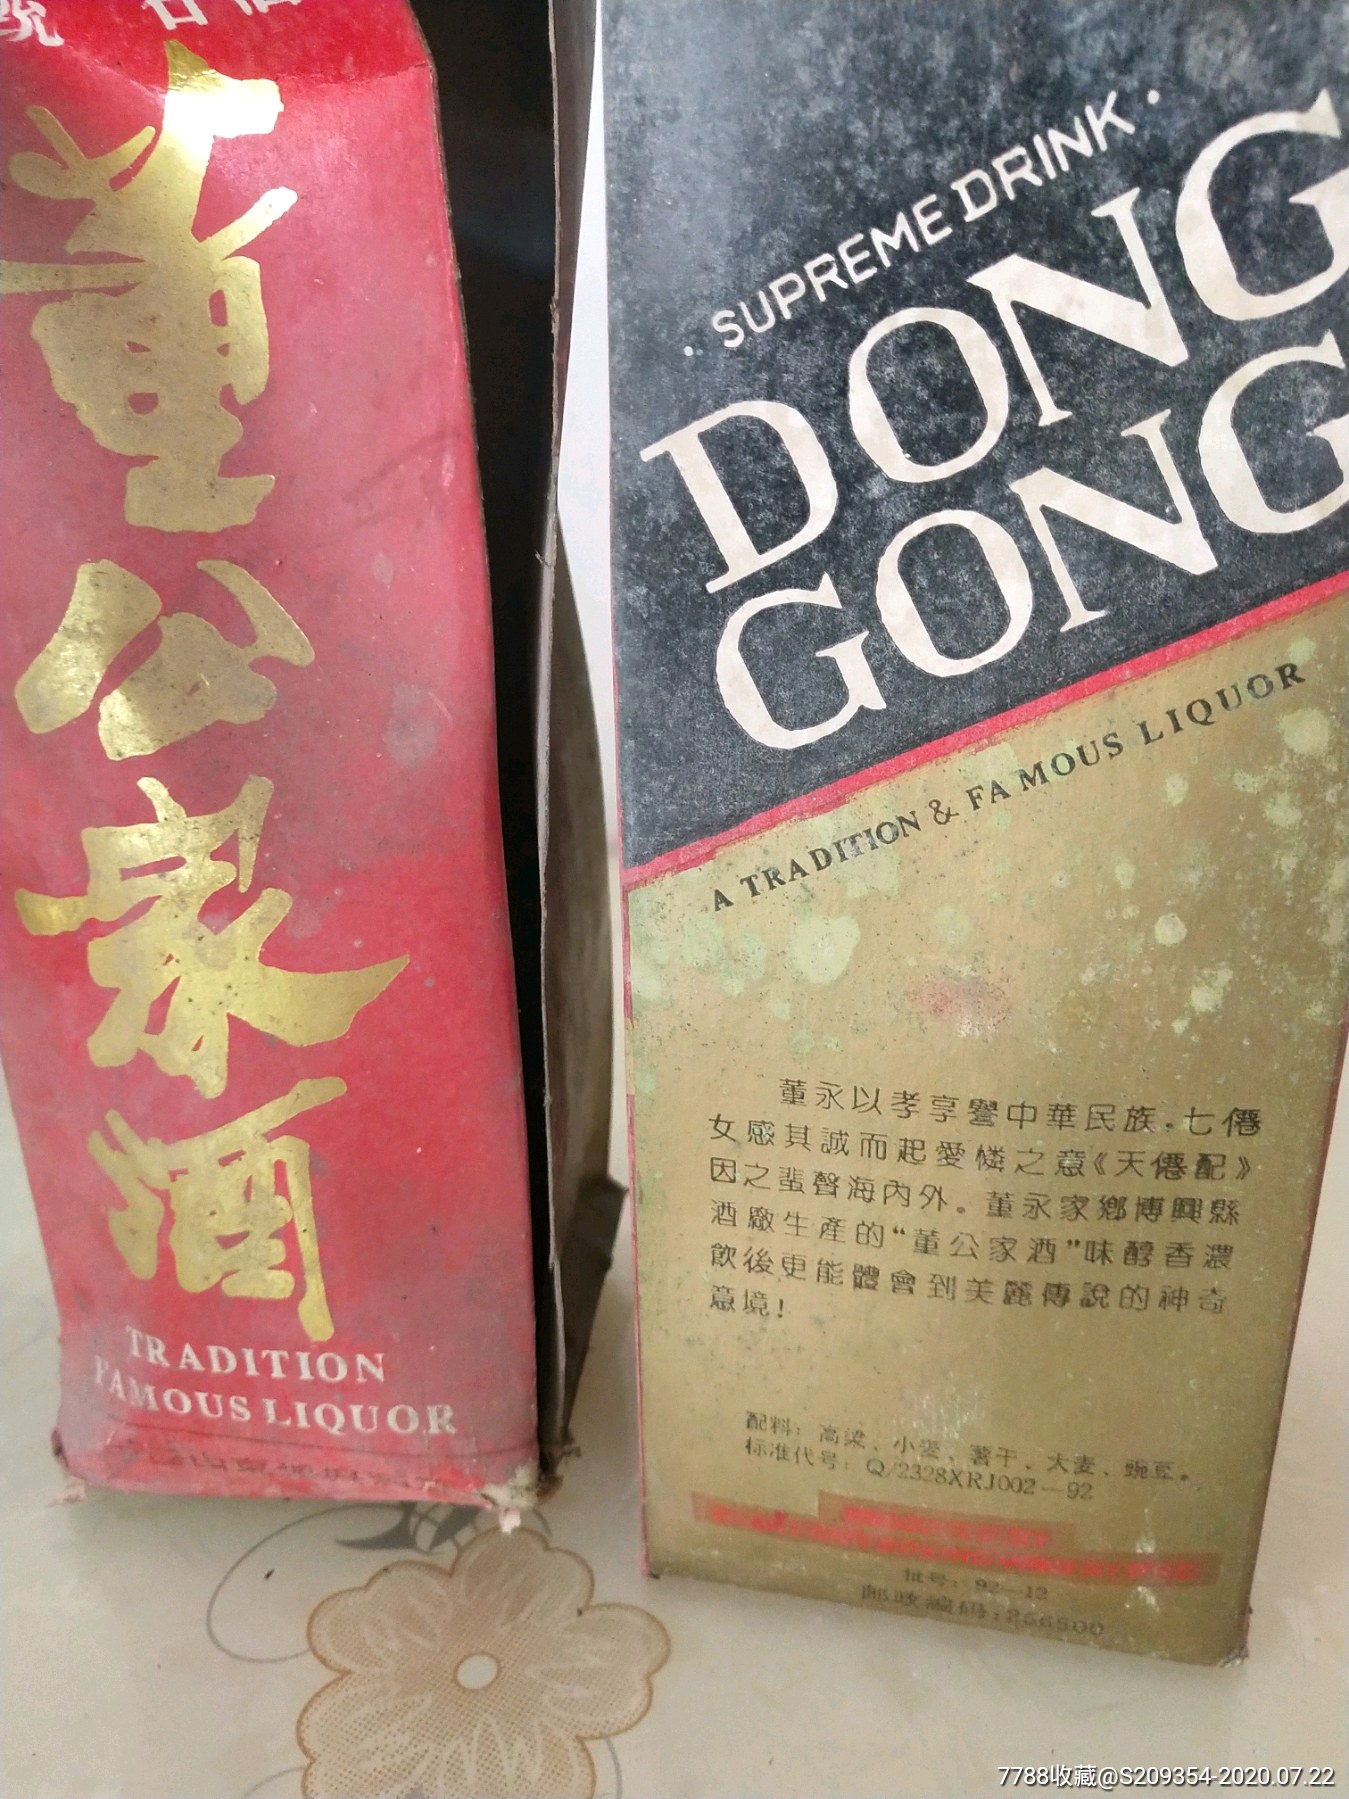 董公家酒
TRADITION
FAMOUS LIQUOR
· SUPREME DRINK ·
DONG
GONG
A TRADITION & FAMOUS LIQUOR
董永以孝享譽中華民族,七僊
女感其誠而起愛憐之意《天僊配》
因之蜚聲海內外。董永家鄉博興縣
酒廠生產的“董公家酒”味醇香濃
飲後更能體會到美麗傳說的神奇
意境!
配料:高粱、小麦、薯干、大麦、豌豆。
标准代号:Q/2328XRJ002—92
批号:92—12
邮政编码:256500
7788收藏@S209354-2020.07.22